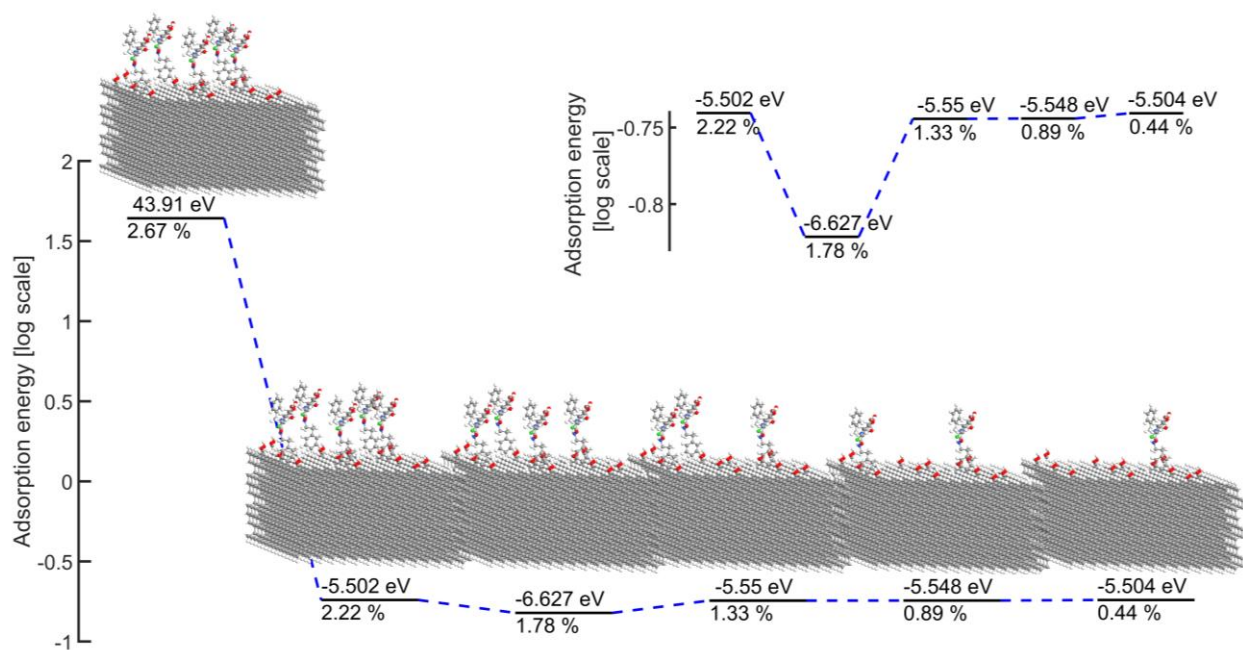 Adsorption energy [log scale]
2
1.5
1
0.5
0
-0.5
-1
43.91 eV
2.67 %
-5.502 eV
2.22 %
-6.627 eV
1.78 %
-5.55 eV
1.33 %
-5.548 eV
0.89 %
-5.504 eV
0.44 %
Adsorption energy
[log scale]
-0.75
-0.8
-5.502 eV
2.22 %
-6.627 eV
1.78 %
-5.55 eV
1.33 %
-5.548 eV
0.89 %
-5.504 eV
0.44 %